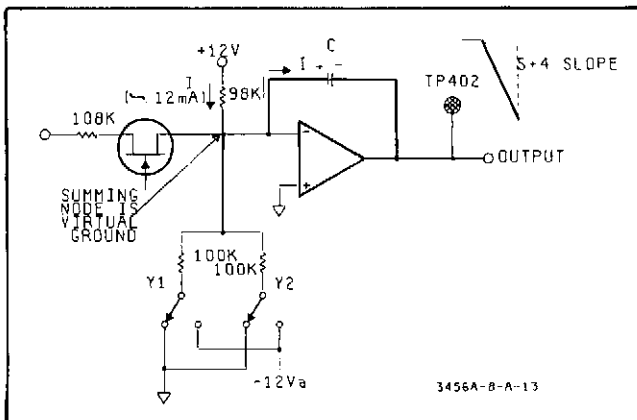 +12V
C
I
I + -
(~.12mA)
98K
108K
S+4 SLOPE
TP402
-
+
OUTPUT
SUMMING
NODE IS
VIRTUAL
GROUND
100K
100K
Y1
Y2
-12Va
3456A-8-A-13